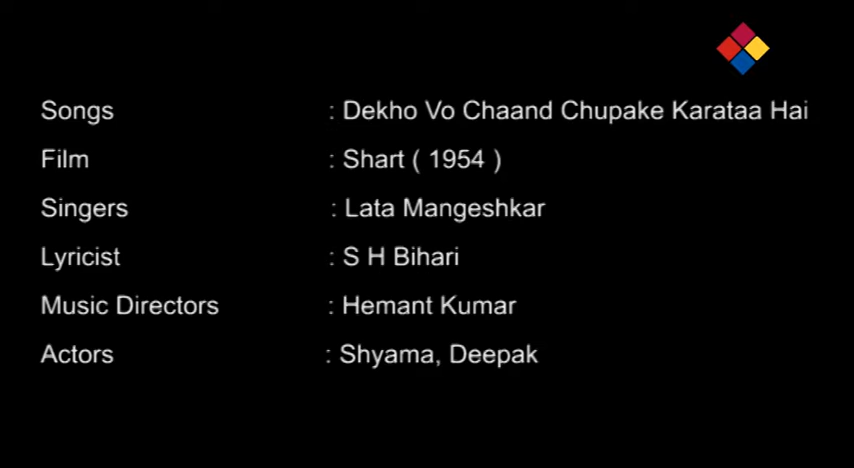 Songs : Dekho Vo Chaand Chupake Karataa Hai
Film : Shart ( 1954 )
Singers : Lata Mangeshkar
Lyricist : S H Bihari
Music Directors : Hemant Kumar
Actors : Shyama, Deepak